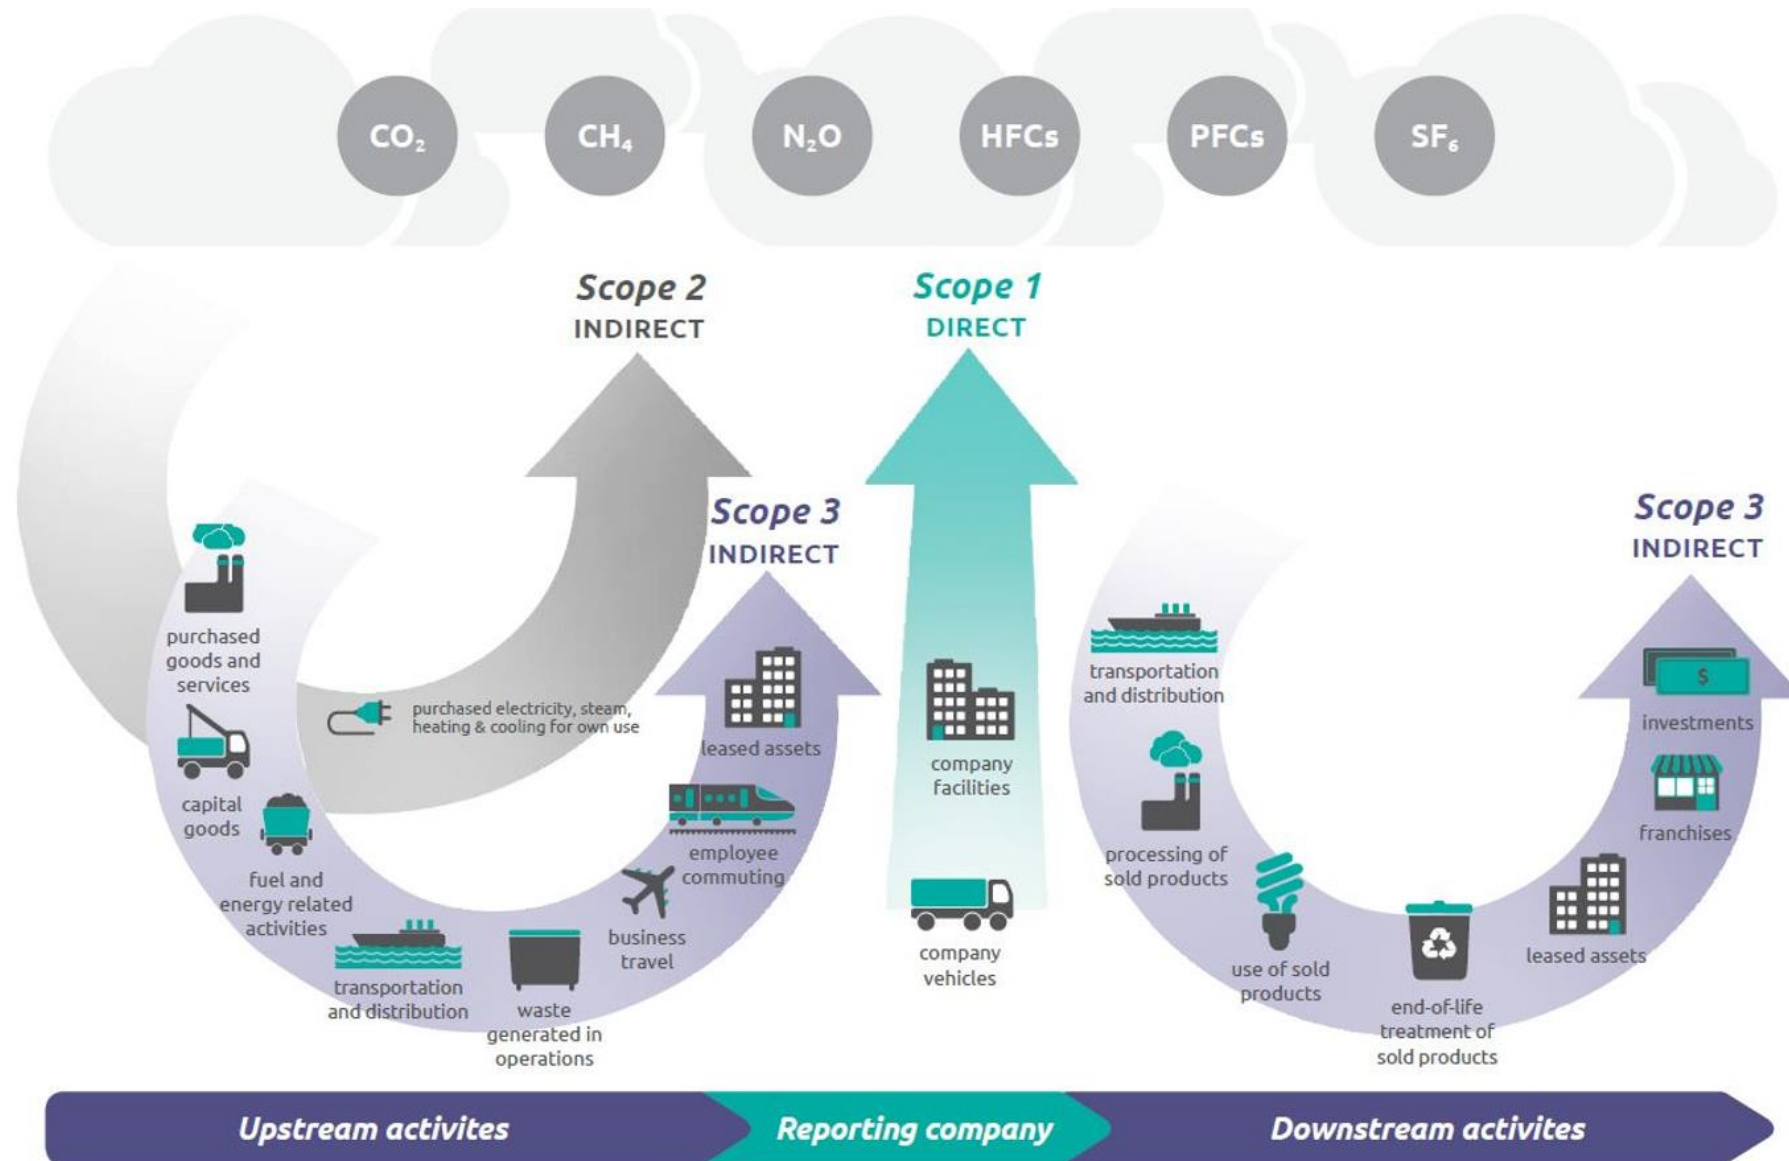 CO₂
CH₄
N₂O
HFCs
PFCs
SF₆
Scope 2
INDIRECT
Scope 1
DIRECT
Scope 3
INDIRECT
Scope 3
INDIRECT
purchased
goods and
services
capital
goods
fuel and
energy related
activities
transportation
and distribution
waste
generated in
operations
business
travel
employee
commuting
leased assets
purchased electricity, steam,
heating & cooling for own use
company
facilities
company
vehicles
transportation
and distribution
processing of
sold products
use of sold
products
end-of-life
treatment of
sold products
leased assets
franchises
$
investments
Upstream activites
Reporting company
Downstream activites